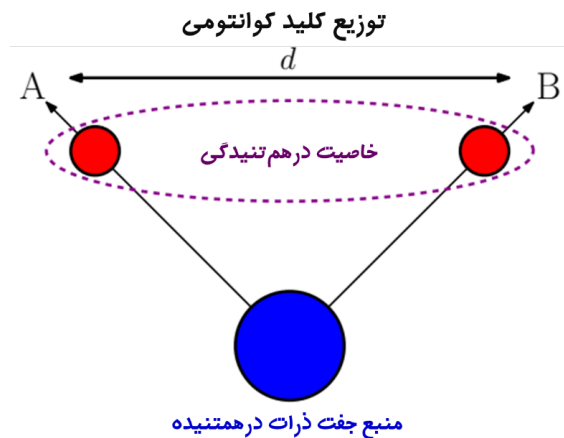 توزیع کلید کوانتومی
d
A
B
خاصیت درهم‌تنیدگی
منبع جفت ذرات درهمتنیده